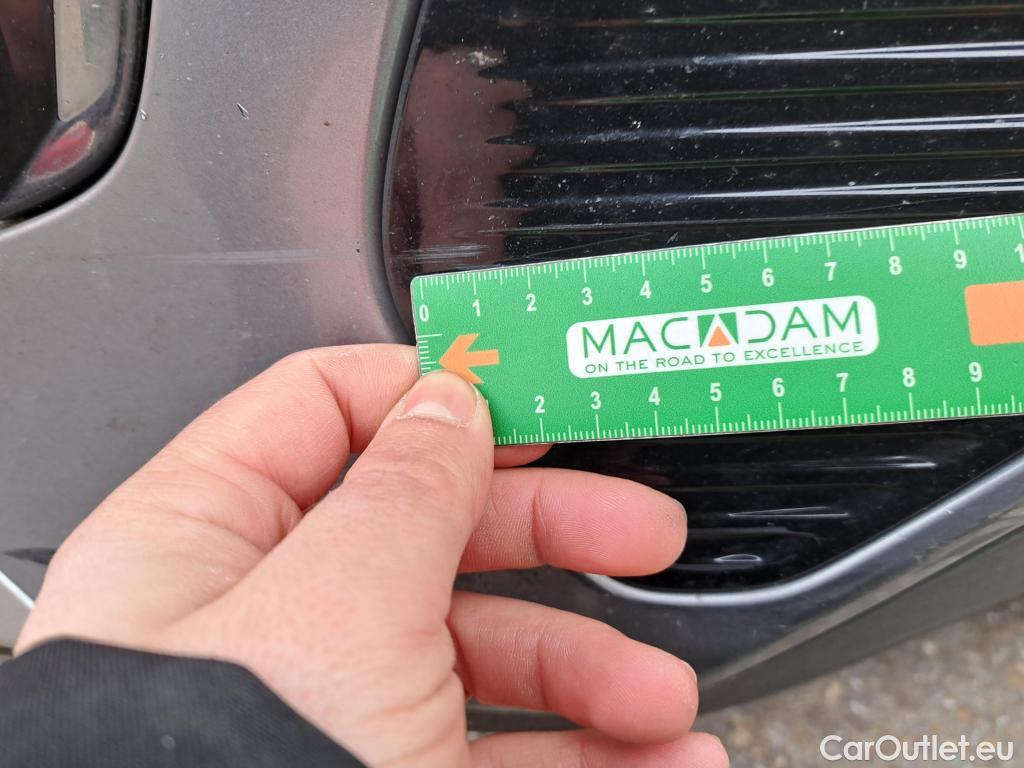 0 1 2 3 4 5 6 7 8 9 1
MACADAM
ON THE ROAD TO EXCELLENCE
2 3 4 5 6 7 8 9
CarOutlet.eu